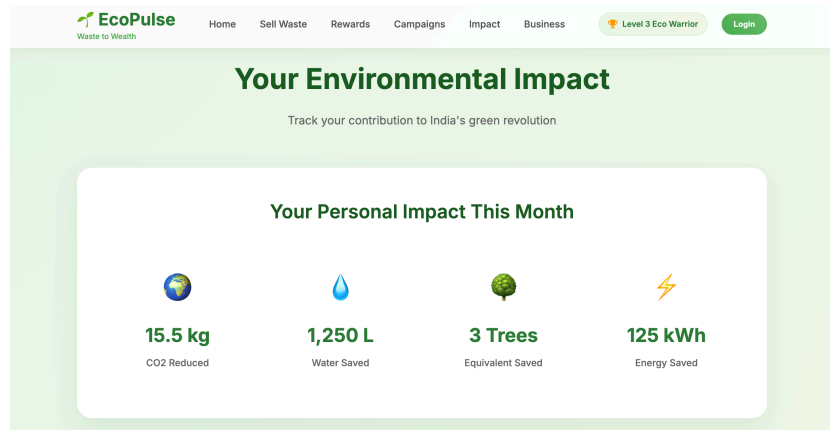 EcoPulse
Waste to Wealth
Home Sell Waste Rewards Campaigns Impact Business
Level 3 Eco Warrior
Login
Your Environmental Impact
Track your contribution to India's green revolution
Your Personal Impact This Month
15.5 kg 1,250 L 3 Trees 125 kWh
CO2 Reduced Water Saved Equivalent Saved Energy Saved